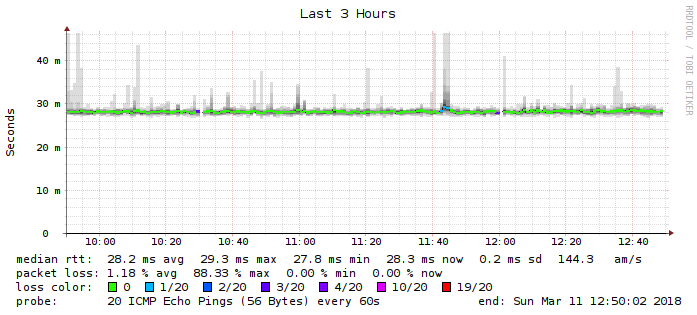 Last 3 Hours
RRDTOOL / TOBI OETIKER
Seconds
40 m
30 m
20 m
10 m
0
10:00 10:20 10:40 11:00 11:20 11:40 12:00 12:20 12:40
median rtt: 28.2 ms avg 29.3 ms max 27.8 ms min 28.3 ms now 0.2 ms sd 144.3 am/s
packet loss: 1.18 % avg 88.33 % max 0.00 % min 0.00 % now
loss color: 0 1/20 2/20 3/20 4/20 10/20 19/20
probe: 20 ICMP Echo Pings (56 Bytes) every 60s end: Sun Mar 11 12:50:02 2018